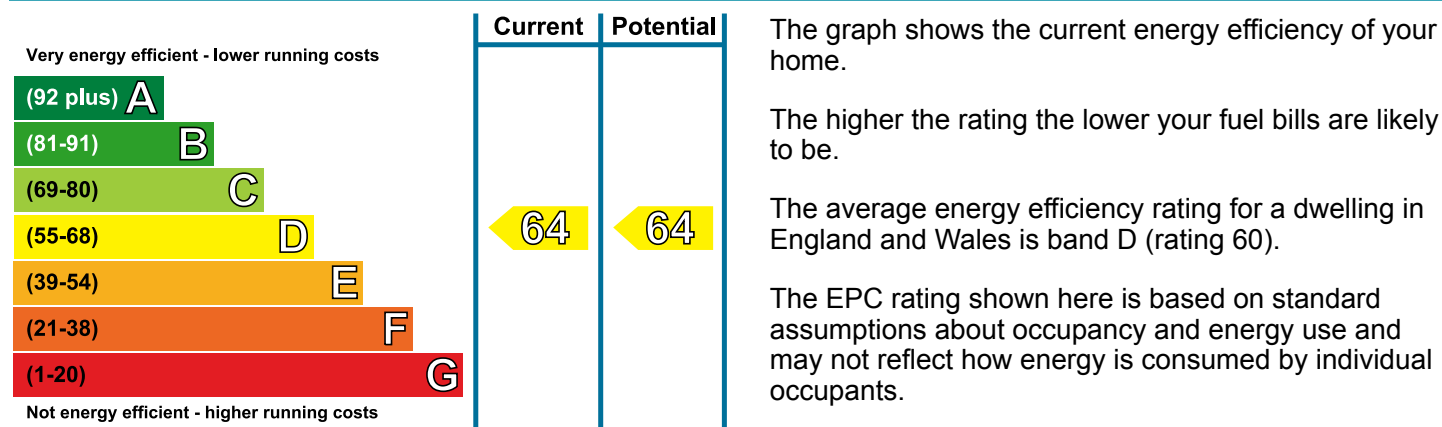 Current Potential
Very energy efficient - lower running costs
(92 plus) A
(81-91) B
(69-80) C
(55-68) D
(39-54) E
(21-38) F
(1-20) G
Not energy efficient - higher running costs
64 64
The graph shows the current energy efficiency of your
home.
The higher the rating the lower your fuel bills are likely
to be.
The average energy efficiency rating for a dwelling in
England and Wales is band D (rating 60).
The EPC rating shown here is based on standard
assumptions about occupancy and energy use and
may not reflect how energy is consumed by individual
occupants.